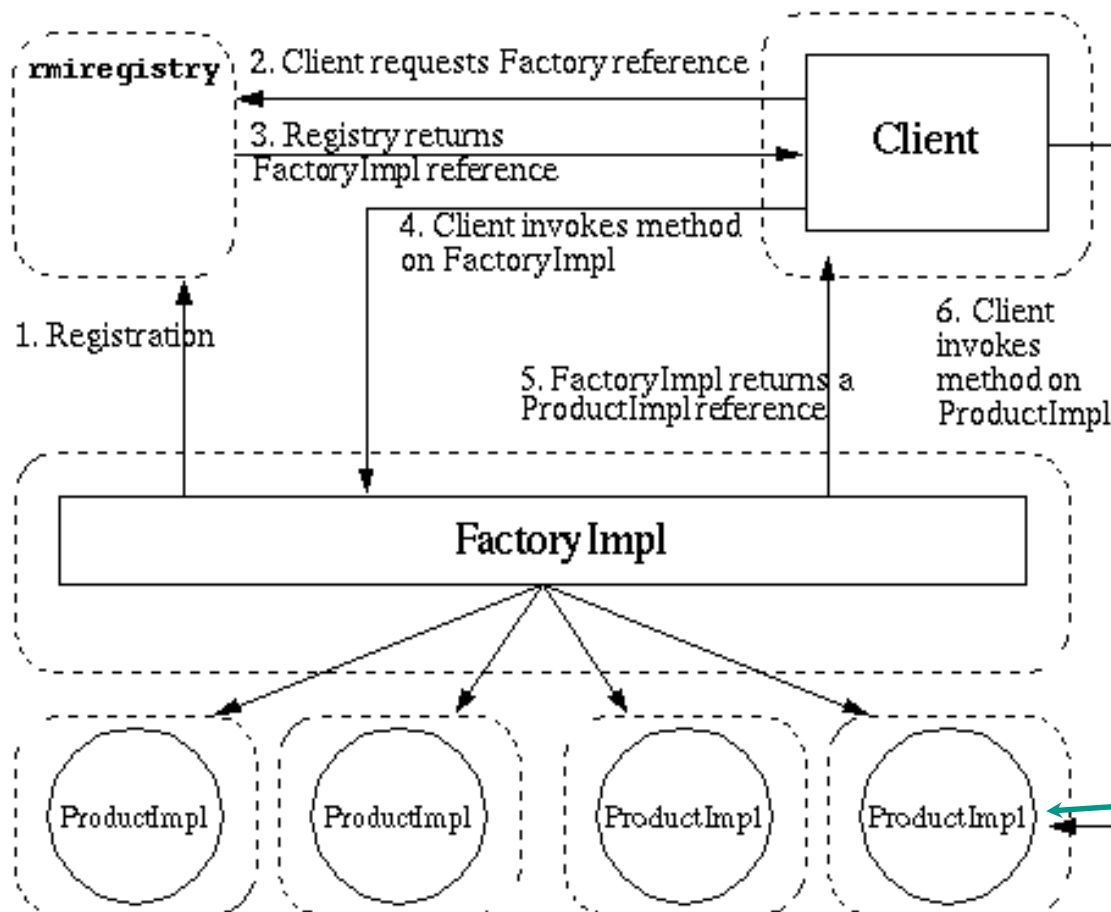 rmiregistry
2. Client requests Factory reference
3. Registry returns
FactoryImpl reference
Client
4. Client invokes method
on FactoryImpl
1. Registration
5. FactoryImpl returns a
ProductImpl reference
6. Client
invokes
method on
ProductImpl
FactoryImpl
ProductImpl
ProductImpl
ProductImpl
ProductImpl